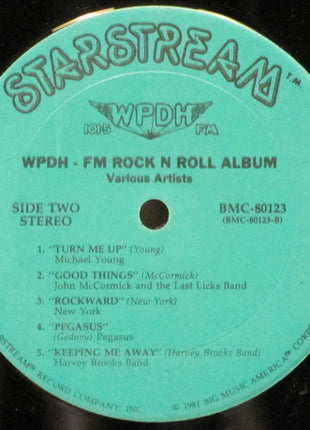 STARSTREAM
T.M.
WPDH
101·5 FM
WPDH - FM ROCK N ROLL ALBUM
Various Artists
SIDE TWO
STEREO
BMC-80123
(BMC-80123-B)
1. "TURN ME UP" (Young)
Michael Young
2. "GOOD THINGS" (McCormick)
John McCormick and the Last Licks Band
3. "ROCKWARD" (New York)
New York
4. "PEGASUS"
(Gedney) Pegasus
5. "KEEPING ME AWAY" (Harvey Brooks Band)
Harvey Brooks Band
STARSTREAM RECORD COMPANY, INC © 1981 BIG MUSIC AMERICA